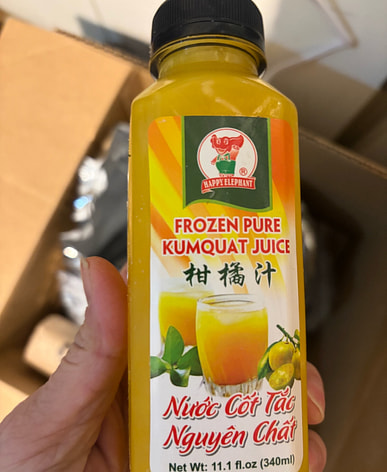 HAPPY ELEPHANT
®
FROZEN PURE
KUMQUAT JUICE
柑橘汁
Nước Cốt Tắc
Nguyên Chất
Net Wt: 11.1 fl.oz (340ml)